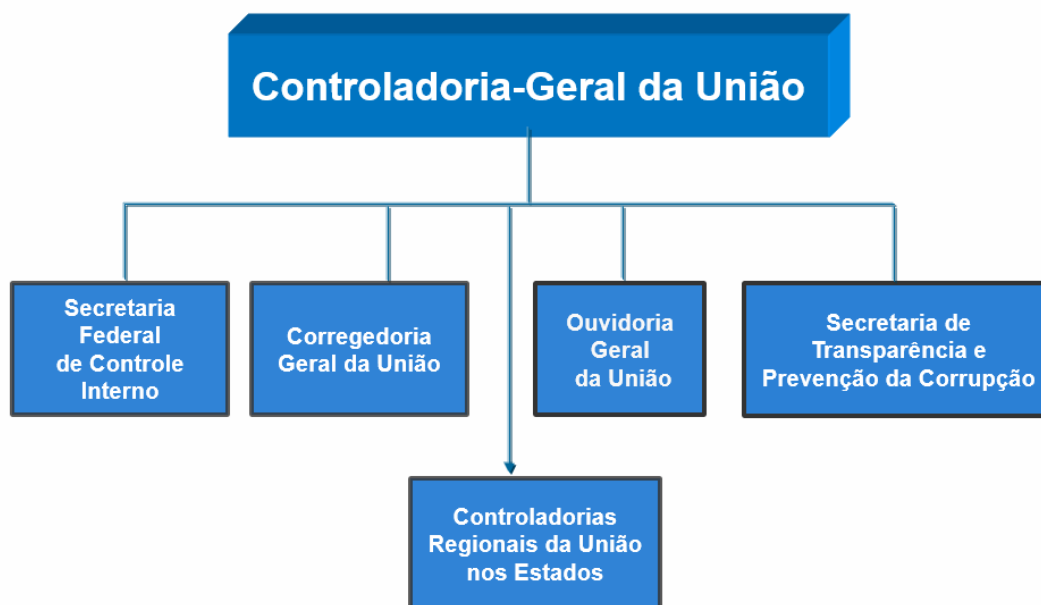 Controladoria-Geral da União
Secretaria
Federal
de Controle
Interno
Corregedoria
Geral da União
Ouvidoria
Geral
da União
Secretaria de
Transparência e
Prevenção da Corrupção
Controladorias
Regionais da União
nos Estados